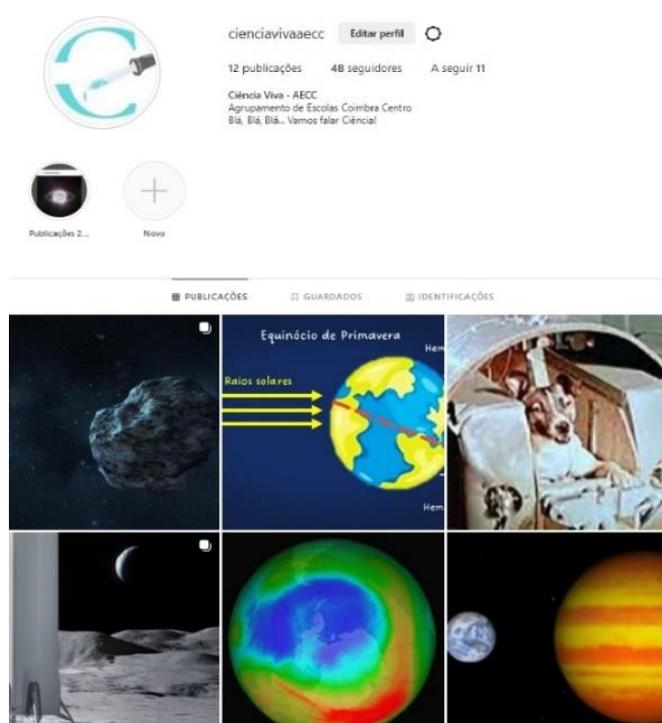 cienciavivaaecc Editar perfil
12 publicações 48 seguidores A seguir 11
Ciência Viva - AECC
Agrupamento de Escolas Coimbra Centro
Blá, Blá, Blá... Vamos falar Ciência!
Publicações 2... Novo
PUBLICAÇÕES GUARDADOS IDENTIFICAÇÕES
Equinócio de Primavera
Hem
Raios solares
Hem